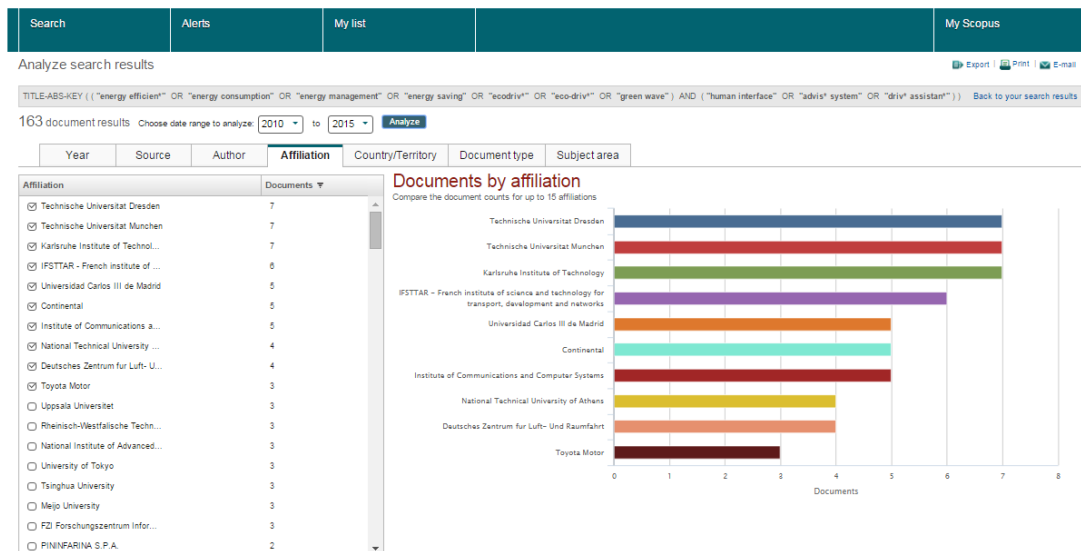 Search Alerts My list My Scopus
Analyze search results
Export Print E-mail
TITLE-ABS-KEY ( ( "energy efficien*" OR "energy consumption" OR "energy management" OR "energy saving" OR "ecodriv*" OR "eco-driv*" OR "green wave" ) AND ( "human interface" OR "advis* system" OR "driv* assistan*" ) ) Back to your search results
163 document results Choose date range to analyze: 2010 to 2015 Analyze
Year Source Author Affiliation Country/Territory Document type Subject area
Affiliation Documents
Technische Universitat Dresden 7
Technische Universitat Munchen 7
Karlsruhe Institute of Technol... 7
IFSTTAR - French institute of ... 6
Universidad Carlos III de Madrid 5
Continental 5
Institute of Communications a... 5
National Technical University ... 4
Deutsches Zentrum fur Luft- U... 4
Toyota Motor 3
Uppsala Universitet 3
Rheinisch-Westfalische Techn... 3
National Institute of Advanced... 3
University of Tokyo 3
Tsinghua University 3
Meijo University 3
FZI Forschungszentrum Infor... 3
PININFARINA S.P.A. 2
Documents by affiliation
Compare the document counts for up to 15 affiliations
Technische Universitat Dresden
Technische Universitat Munchen
Karlsruhe Institute of Technology
IFSTTAR - French institute of science and technology for
transport, development and networks
Universidad Carlos III de Madrid
Continental
Institute of Communications and Computer Systems
National Technical University of Athens
Deutsches Zentrum fur Luft- Und Raumfahrt
Toyota Motor
0 1 2 3 4 5 6 7 8
Documents